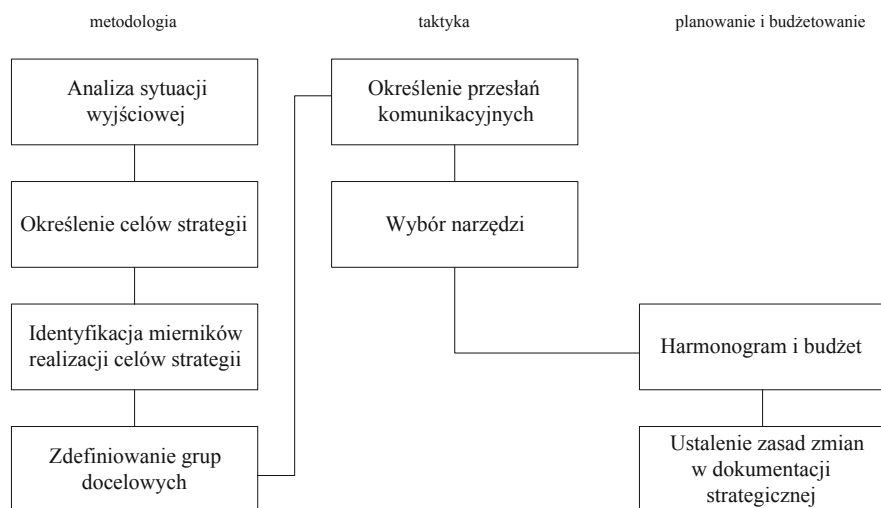 metodologia
taktyka
planowanie i budżetowanie
Analiza sytuacji
wyjściowej
Określenie celów strategii
Identyfikacja mierników
realizacji celów strategii
Zdefiniowanie grup
docelowych
Określenie przesłań
komunikacyjnych
Wybór narzędzi
Harmonogram i budżet
Ustalenie zasad zmian
w dokumentacji
strategicznej